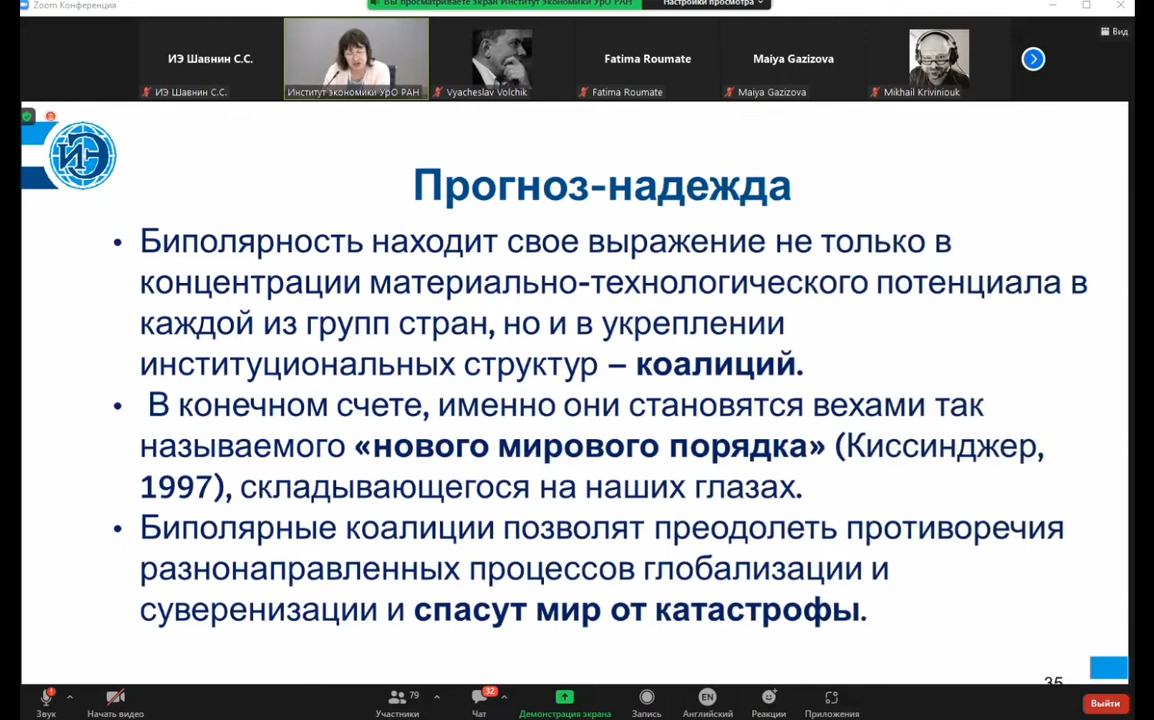 Zoom Конференция
Вы просматриваете экран Институт экономики УрО РАН
Настройки просмотра
Вид
ИЭ Шавнин С.С.
Fatima Roumate
Maiya Gazizova
ИЭ Шавнин С.С.
Институт экономики УрО РАН
Vyacheslav Volchik
Fatima Roumate
Maiya Gazizova
Mikhail Kriviniouk
ИЭ
Прогноз-надежда
• Биполярность находит свое выражение не только в
концентрации материально-технологического потенциала в
каждой из групп стран, но и в укреплении
институциональных структур – коалиций.
• В конечном счете, именно они становятся вехами так
называемого «нового мирового порядка» (Киссинджер,
1997), складывающегося на наших глазах.
• Биполярные коалиции позволят преодолеть противоречия
разнонаправленных процессов глобализации и
суверенизации и спасут мир от катастрофы.
35
79
32
EN
Звук
Начать видео
Участники
Чат
Демонстрация экрана
Запись
Английский
Реакции
Приложения
Выйти